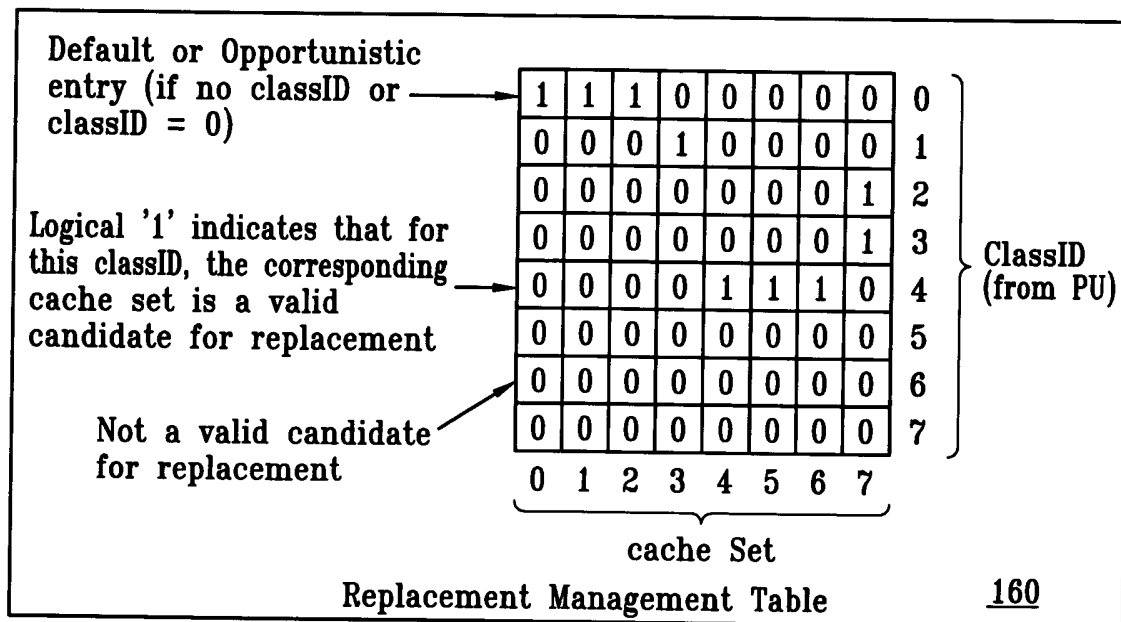 Default or Opportunistic
entry (if no classID or
classID = 0)
1 1 1 0 0 0 0 0 0
0 0 0 1 0 0 0 0 1
0 0 0 0 0 0 0 1 2
0 0 0 0 0 0 0 1 3
0 0 0 0 1 1 1 0 4
0 0 0 0 0 0 0 0 5
0 0 0 0 0 0 0 0 6
0 0 0 0 0 0 0 0 7
Logical '1' indicates that for
this classID, the corresponding
cache set is a valid
candidate for replacement
Not a valid candidate
for replacement
ClassID
(from PU)
0 1 2 3 4 5 6 7
cache Set
Replacement Management Table
160